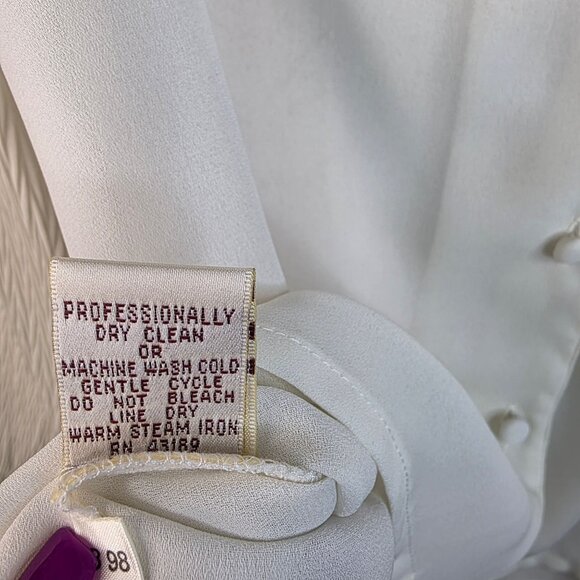 PROFESSIONALLY
DRY CLEAN
OR
MACHINE WASH COLD
GENTLE CYCLE
DO NOT BLEACH
LINE DRY
WARM STEAM IRON
RN 43169
98